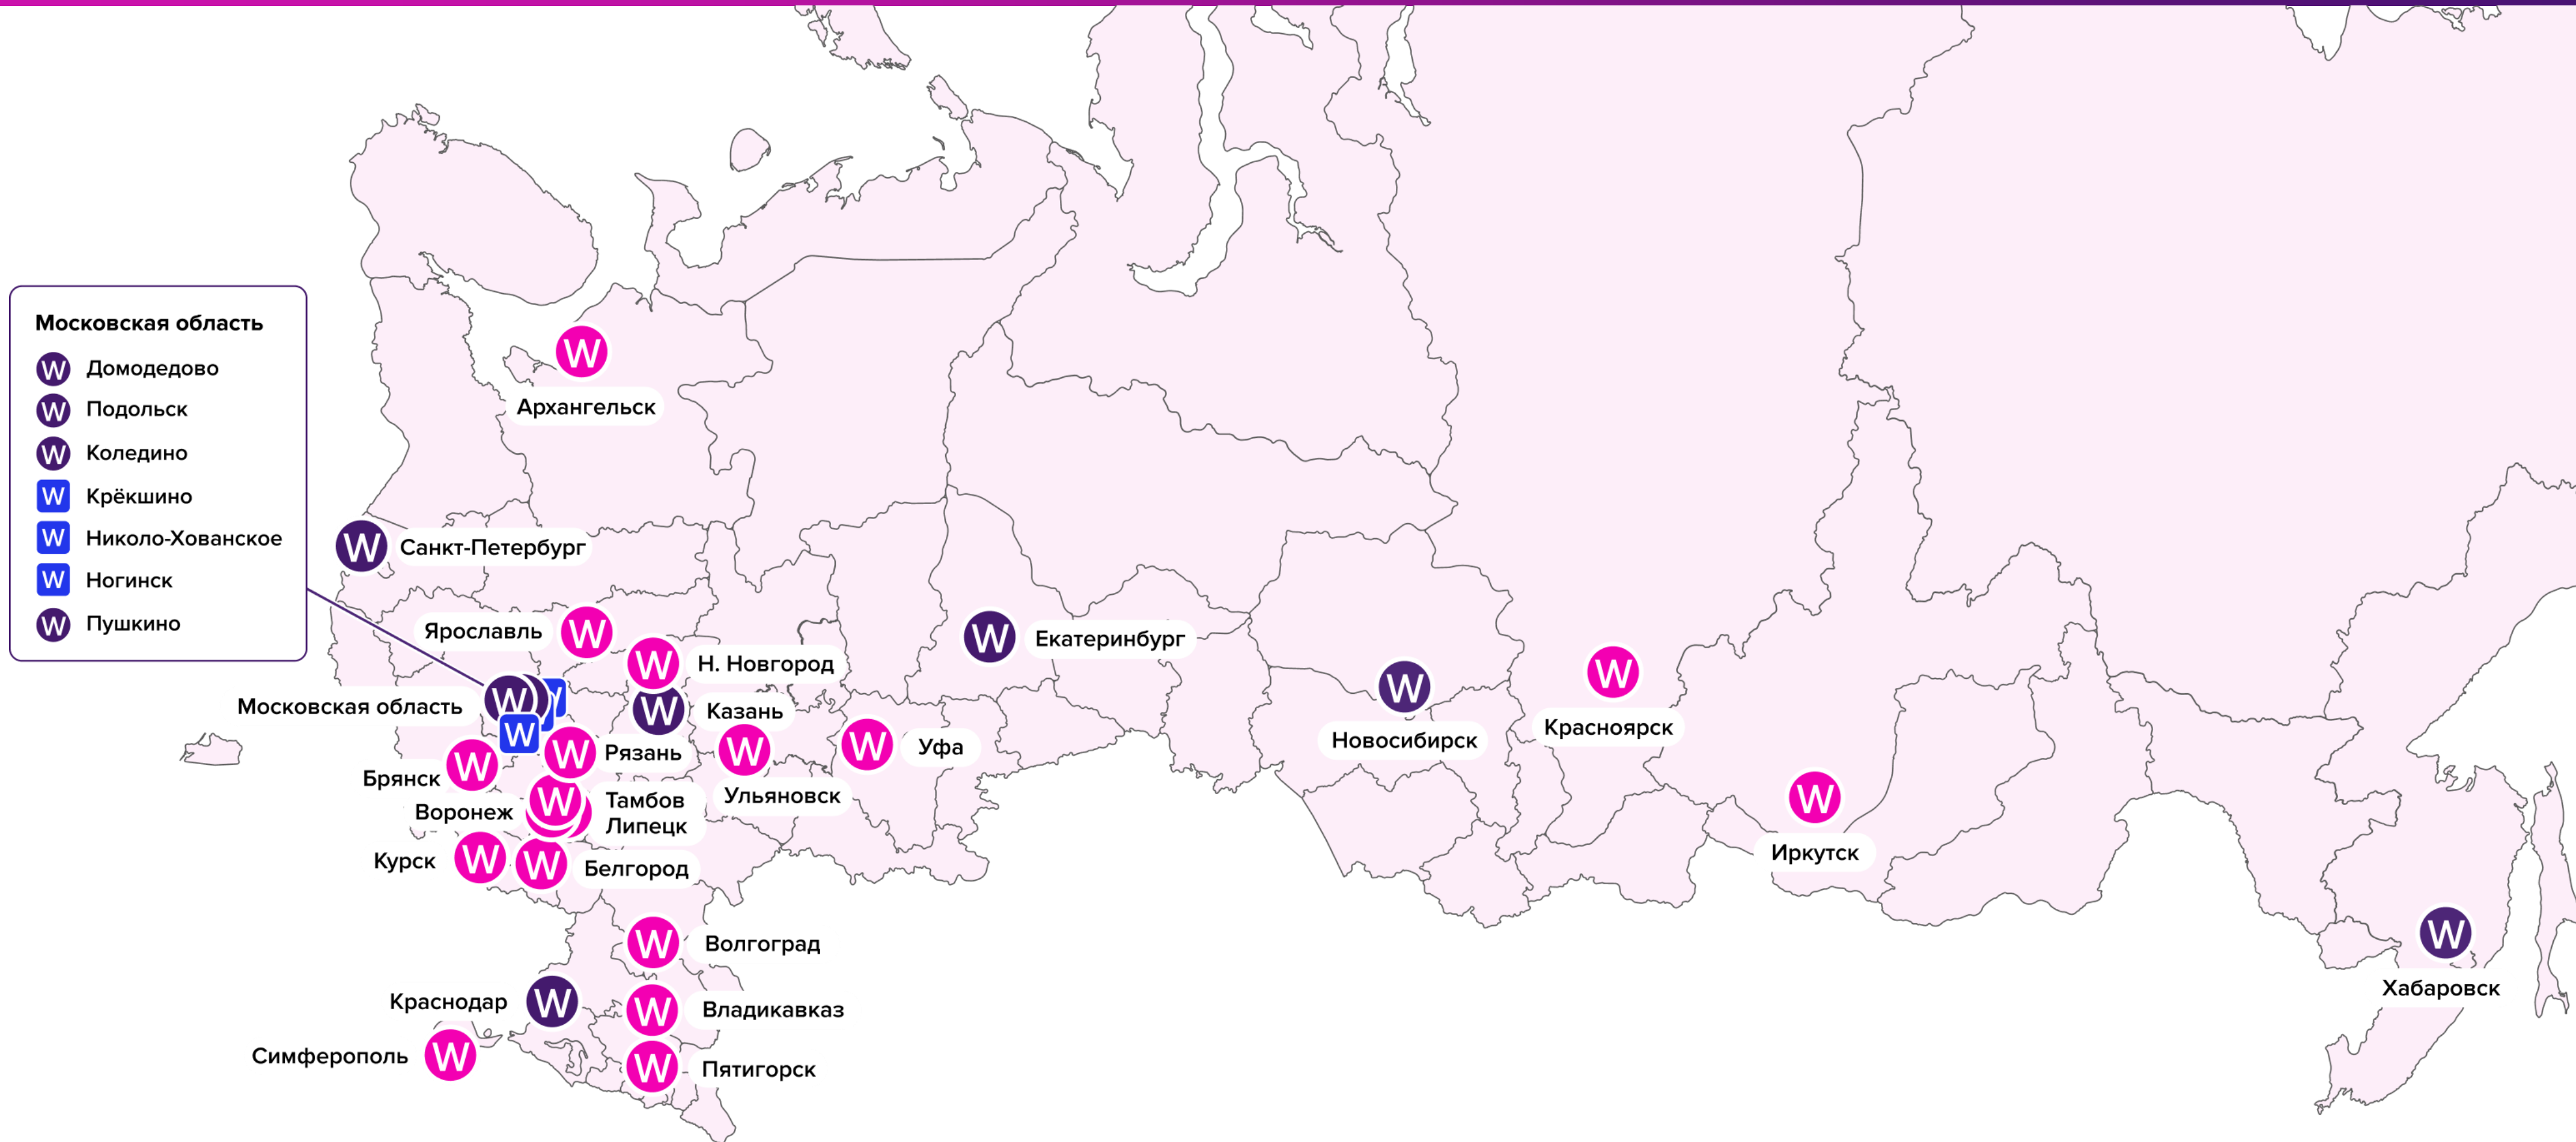 Московская область
W Домодедово
W Подольск
W Коледино
W Крёкшино
W Николо-Хованское
W Ногинск
W Пушкино
W
Архангельск
W Санкт-Петербург
Ярославль W
W Н. Новгород
W Екатеринбург
Московская область W W
W
W Казань
W
Новосибирск
W
Красноярск
W Рязань
W
Ульяновск
W Уфа
Брянск W
Воронеж W
Тамбов
Липецк
W
Иркутск
Курск W
W Белгород
W Волгоград
W
Хабаровск
Краснодар W
W Владикавказ
Симферополь W
W Пятигорск